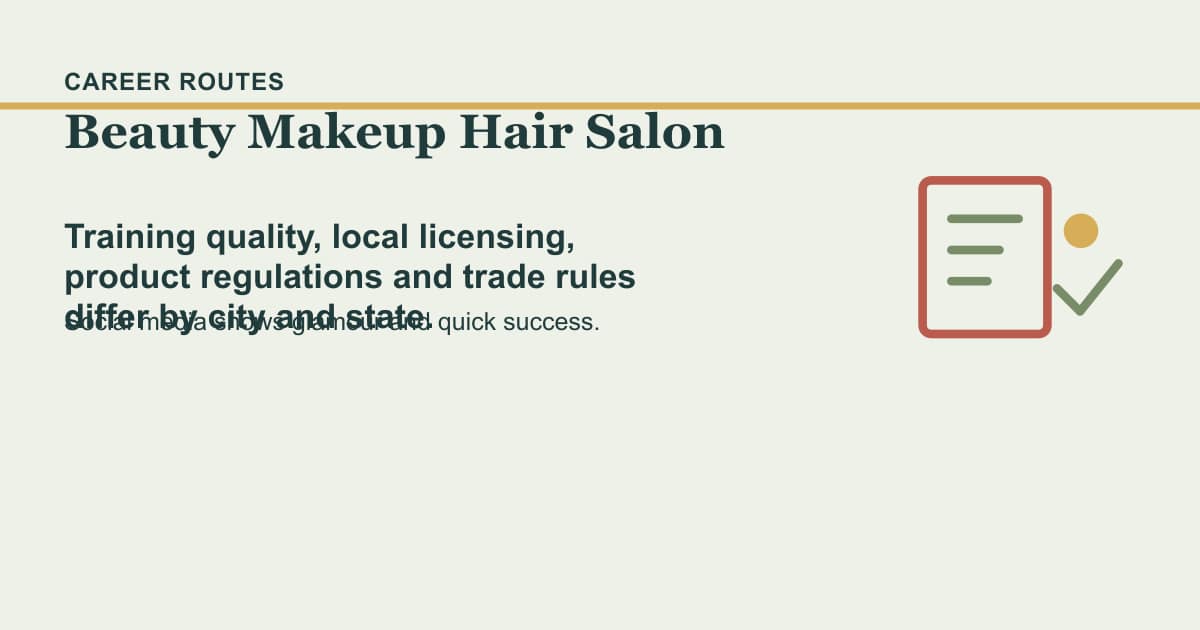 CAREER ROUTES
Beauty Makeup Hair Salon
Training quality, local licensing,
product regulations and trade rules
differ by city and state.
Social media shows glamour and quick success.